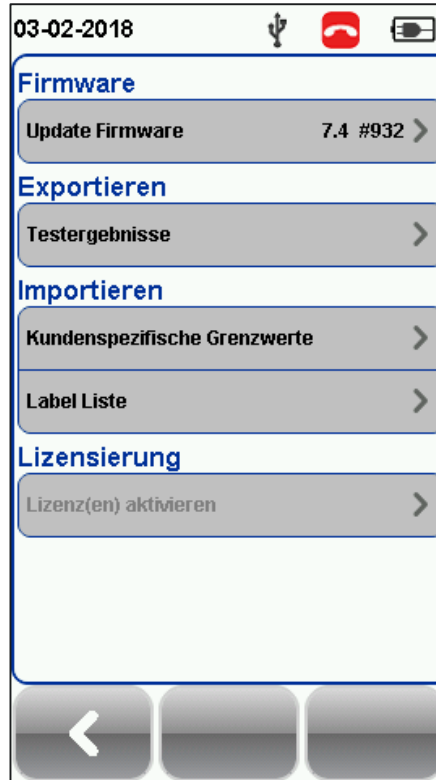 03-02-2018
Firmware
Update Firmware 7.4 #932
Exportieren
Testergebnisse
Importieren
Kundenspezifische Grenzwerte
Label Liste
Lizensierung
Lizenz(en) aktivieren